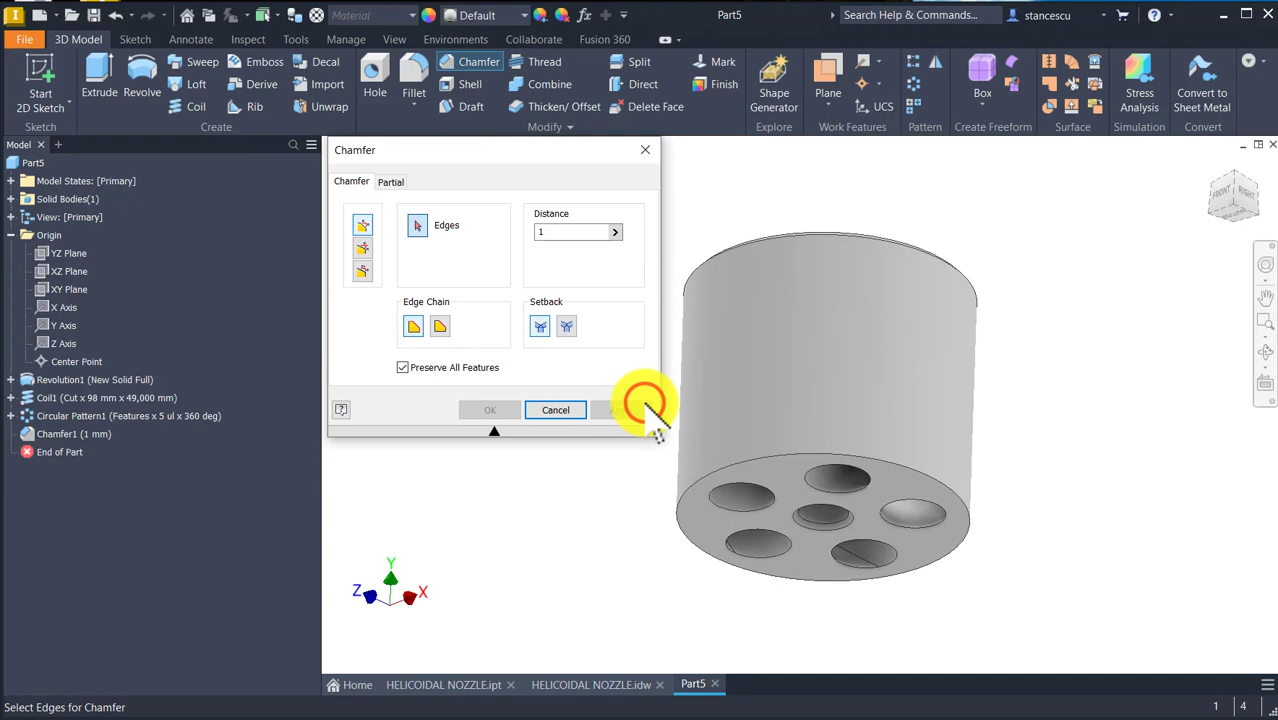 Material
Default
Part5
Search Help & Commands...
stancescu
File
3D Model
Sketch
Annotate
Inspect
Tools
Manage
View
Environments
Collaborate
Fusion 360
Start
2D Sketch
Extrude
Revolve
Sweep
Loft
Coil
Emboss
Derive
Rib
Decal
Import
Unwrap
Hole
Fillet
Chamfer
Shell
Draft
Thread
Combine
Thicken/ Offset
Split
Direct
Delete Face
Mark
Finish
Shape
Generator
Plane
UCS
Box
Stress
Analysis
Convert to
Sheet Metal
Sketch
Create
Modify
Explore
Work Features
Pattern
Create Freeform
Surface
Simulation
Convert
Model
Part5
Model States: [Primary]
Solid Bodies(1)
View: [Primary]
Origin
YZ Plane
XZ Plane
XY Plane
X Axis
Y Axis
Z Axis
Center Point
Revolution1 (New Solid Full)
Coil1 (Cut x 98 mm x 49,000 mm)
Circular Pattern1 (Features x 5 ul x 360 deg)
Chamfer1 (1 mm)
End of Part
Chamfer
Chamfer
Partial
Edges
Distance
1
Edge Chain
Setback
Preserve All Features
OK
Cancel
FRONT
RIGHT
Y
Z
X
Home
HELICOIDAL NOZZLE.ipt
HELICOIDAL NOZZLE.idw
Part5
Select Edges for Chamfer
1
4